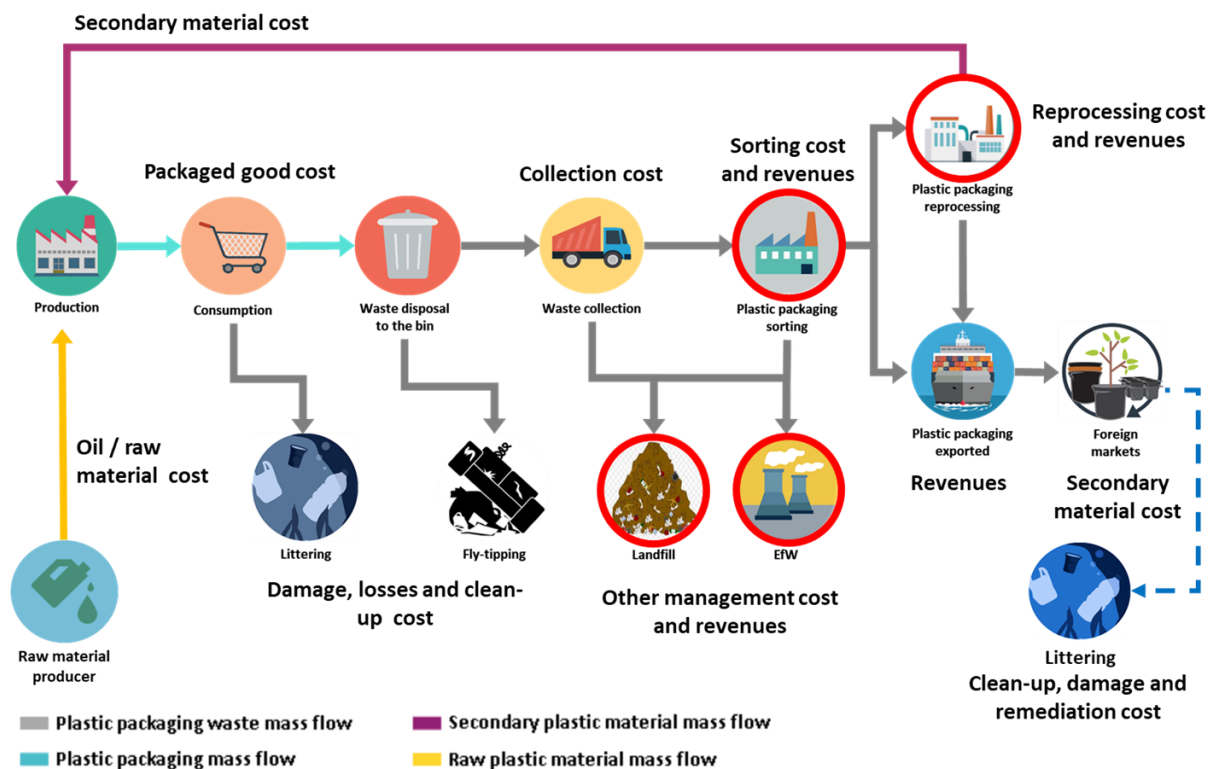 Secondary material cost
Reprocessing cost
and revenues
Sorting cost
and revenues
Packaged good cost
Collection cost
Plastic packaging
reprocessing
Production
Consumption
Waste disposal
to the bin
Waste collection
Plastic packaging
sorting
Oil / raw
material cost
Plastic packaging
exported
Foreign
markets
Revenues
Secondary
material cost
Littering
Fly-tipping
Landfill
EfW
Damage, losses and clean-
up cost
Other management cost
and revenues
Raw material
producer
Littering
Clean-up, damage and
remediation cost
Plastic packaging waste mass flow
Secondary plastic material mass flow
Plastic packaging mass flow
Raw plastic material mass flow